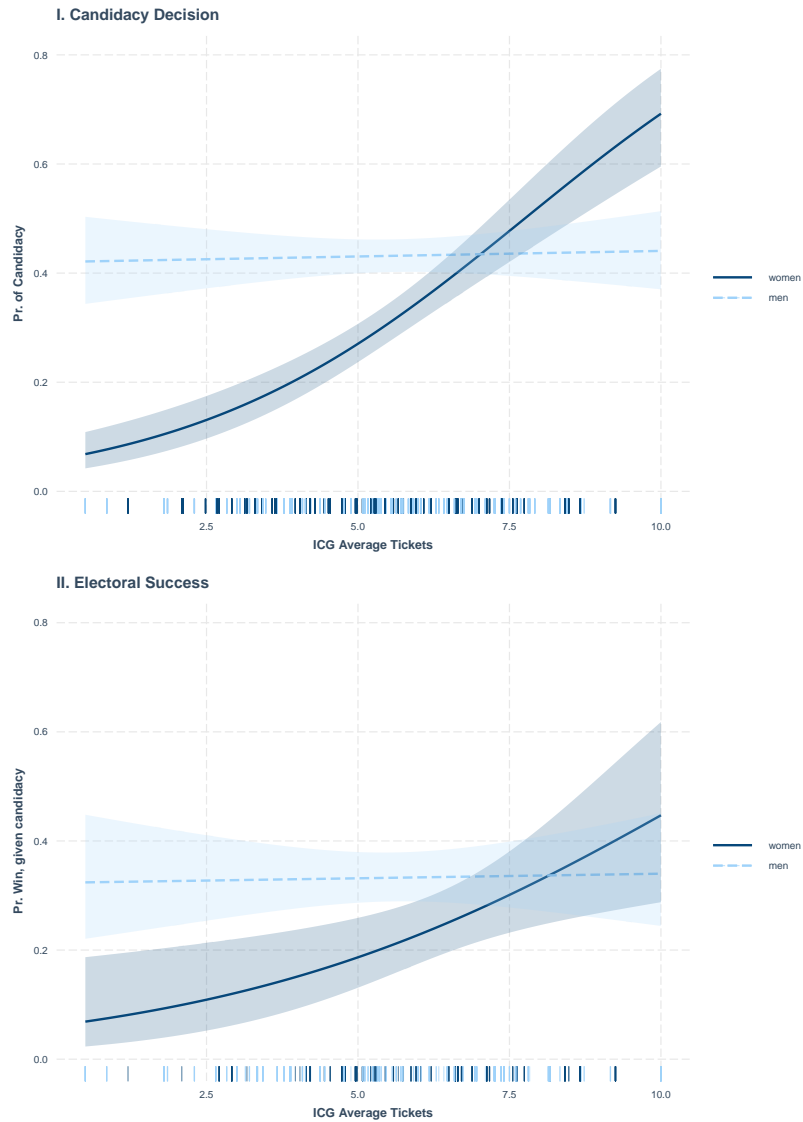 I. Candidacy Decision
0.8
0.6
0.4
0.2
0.0
Pr. of Candidacy
2.5 5.0 7.5 10.0
ICG Average Tickets
women
men
II. Electoral Success
0.8
0.6
0.4
0.2
0.0
Pr. Win, given candidacy
2.5 5.0 7.5 10.0
ICG Average Tickets
women
men